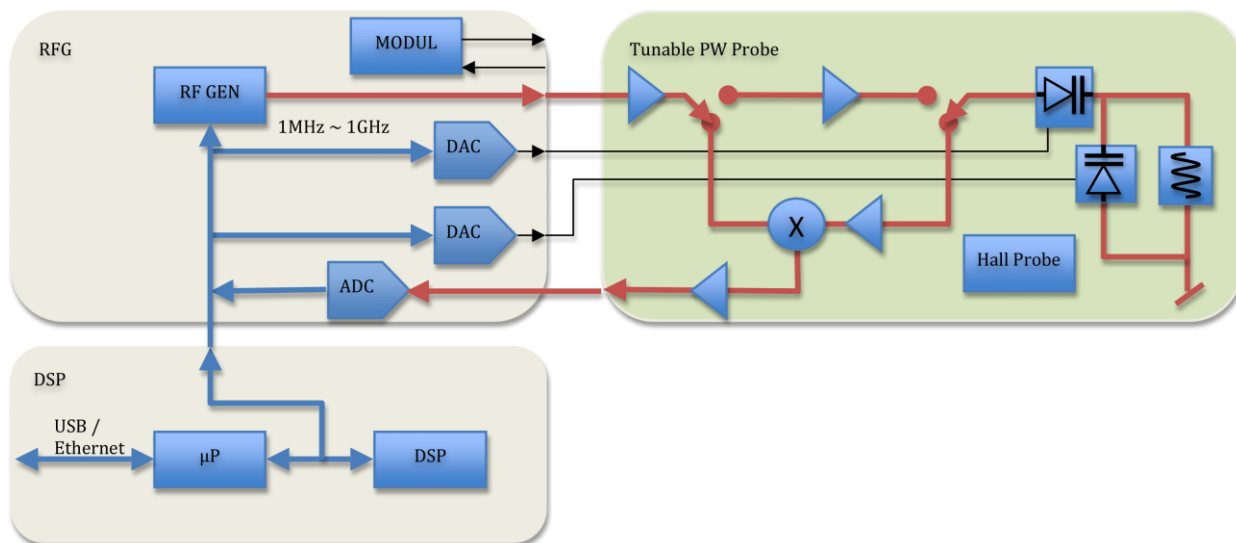 RFG
MODUL
Tunable PW Probe
RF GEN
1MHz ~ 1GHz
DAC
DAC
X
Hall Probe
ADC
DSP
USB /
Ethernet
µP
DSP